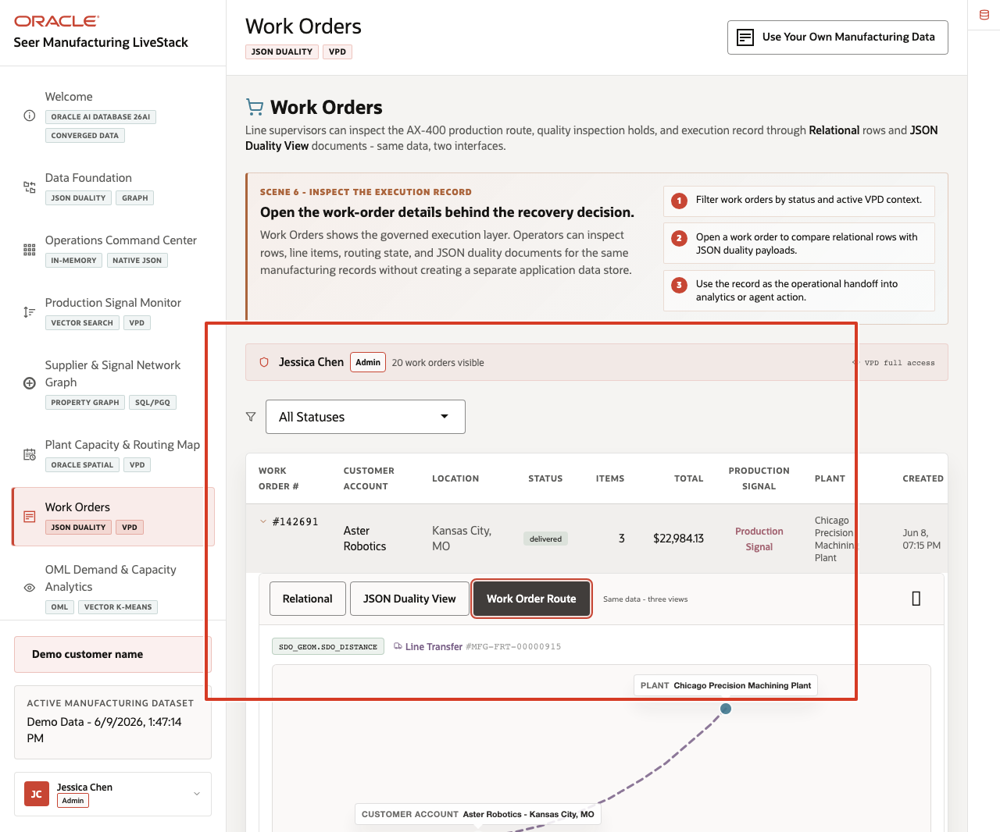 ORACLE
Seer Manufacturing LiveStack
Welcome
ORACLE AI DATABASE 26AI
CONVERGED DATA
Data Foundation
JSON DUALITY
GRAPH
Operations Command Center
IN-MEMORY
NATIVE JSON
Production Signal Monitor
VECTOR SEARCH
VPD
Supplier & Signal Network
Graph
PROPERTY GRAPH
SQL/PGQ
Plant Capacity & Routing Map
ORACLE SPATIAL
VPD
Work Orders
JSON DUALITY
VPD
OML Demand & Capacity
Analytics
OML
VECTOR K-MEANS
Demo customer name
ACTIVE MANUFACTURING DATASET
Demo Data - 6/9/2026, 1:47:14
PM
JC
Jessica Chen
Admin
Work Orders
JSON DUALITY
VPD
Use Your Own Manufacturing Data
Work Orders
Line supervisors can inspect the AX-400 production route, quality inspection holds, and execution record through Relational rows and JSON
Duality View documents - same data, two interfaces.
SCENE 6 - INSPECT THE EXECUTION RECORD
Open the work-order details behind the recovery decision.
Work Orders shows the governed execution layer. Operators can inspect
rows, line items, routing state, and JSON duality documents for the same
manufacturing records without creating a separate application data store.
1 Filter work orders by status and active VPD context.
2 Open a work order to compare relational rows with
JSON duality payloads.
3 Use the record as the operational handoff into
analytics or agent action.
Jessica Chen Admin 20 work orders visible
VPD full access
All Statuses
WORK
ORDER #
CUSTOMER
ACCOUNT
LOCATION
STATUS
ITEMS
TOTAL
PRODUCTION
SIGNAL
PLANT
CREATED
#142691
Aster
Robotics
Kansas City,
MO
delivered
3
$22,984.13
Production
Signal
Chicago
Precision
Machining
Plant
Jun 8,
07:15 PM
Relational
JSON Duality View
Work Order Route
Same data - three views
SDO_GEOM.SDO_DISTANCE
Line Transfer #MFG-FRT-00000915
PLANT Chicago Precision Machining Plant
CUSTOMER ACCOUNT Aster Robotics - Kansas City, MO